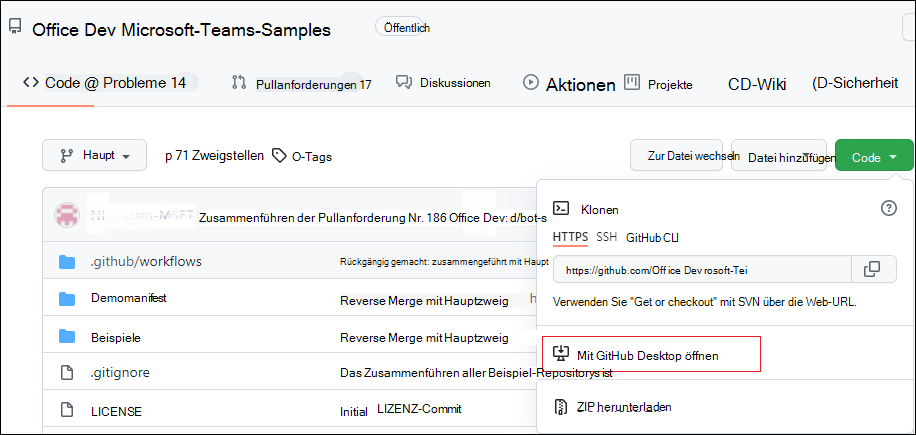 Office Dev Microsoft-Teams-Samples Öffentlich
Code @ Probleme 14 Pullanforderungen 17 Diskussionen Aktionen Projekte CD-Wiki (D-Sicherheit
Haupt p 71 Zweigstellen O-Tags Zur Datei wechseln Datei hinzufügen Code
Zusammenführen der Pullanforderung Nr. 186 Office Dev: d/bot-s
Klonen
HTTPS SSH GitHub CLI
.github/workflows Rückgängig gemacht: zusammengeführt mit Haupt
https://github.com/Office Dev rosoft-Tei
Demomanifest Reverse Merge mit Hauptzweig
Verwenden Sie "Get or checkout" mit SVN über die Web-URL.
Beispiele Reverse Merge mit Hauptzweig
Mit GitHub Desktop öffnen
.gitignore Das Zusammenführen aller Beispiel-Repositorys ist
LICENSE Initial LIZENZ-Commit
ZIP herunterladen